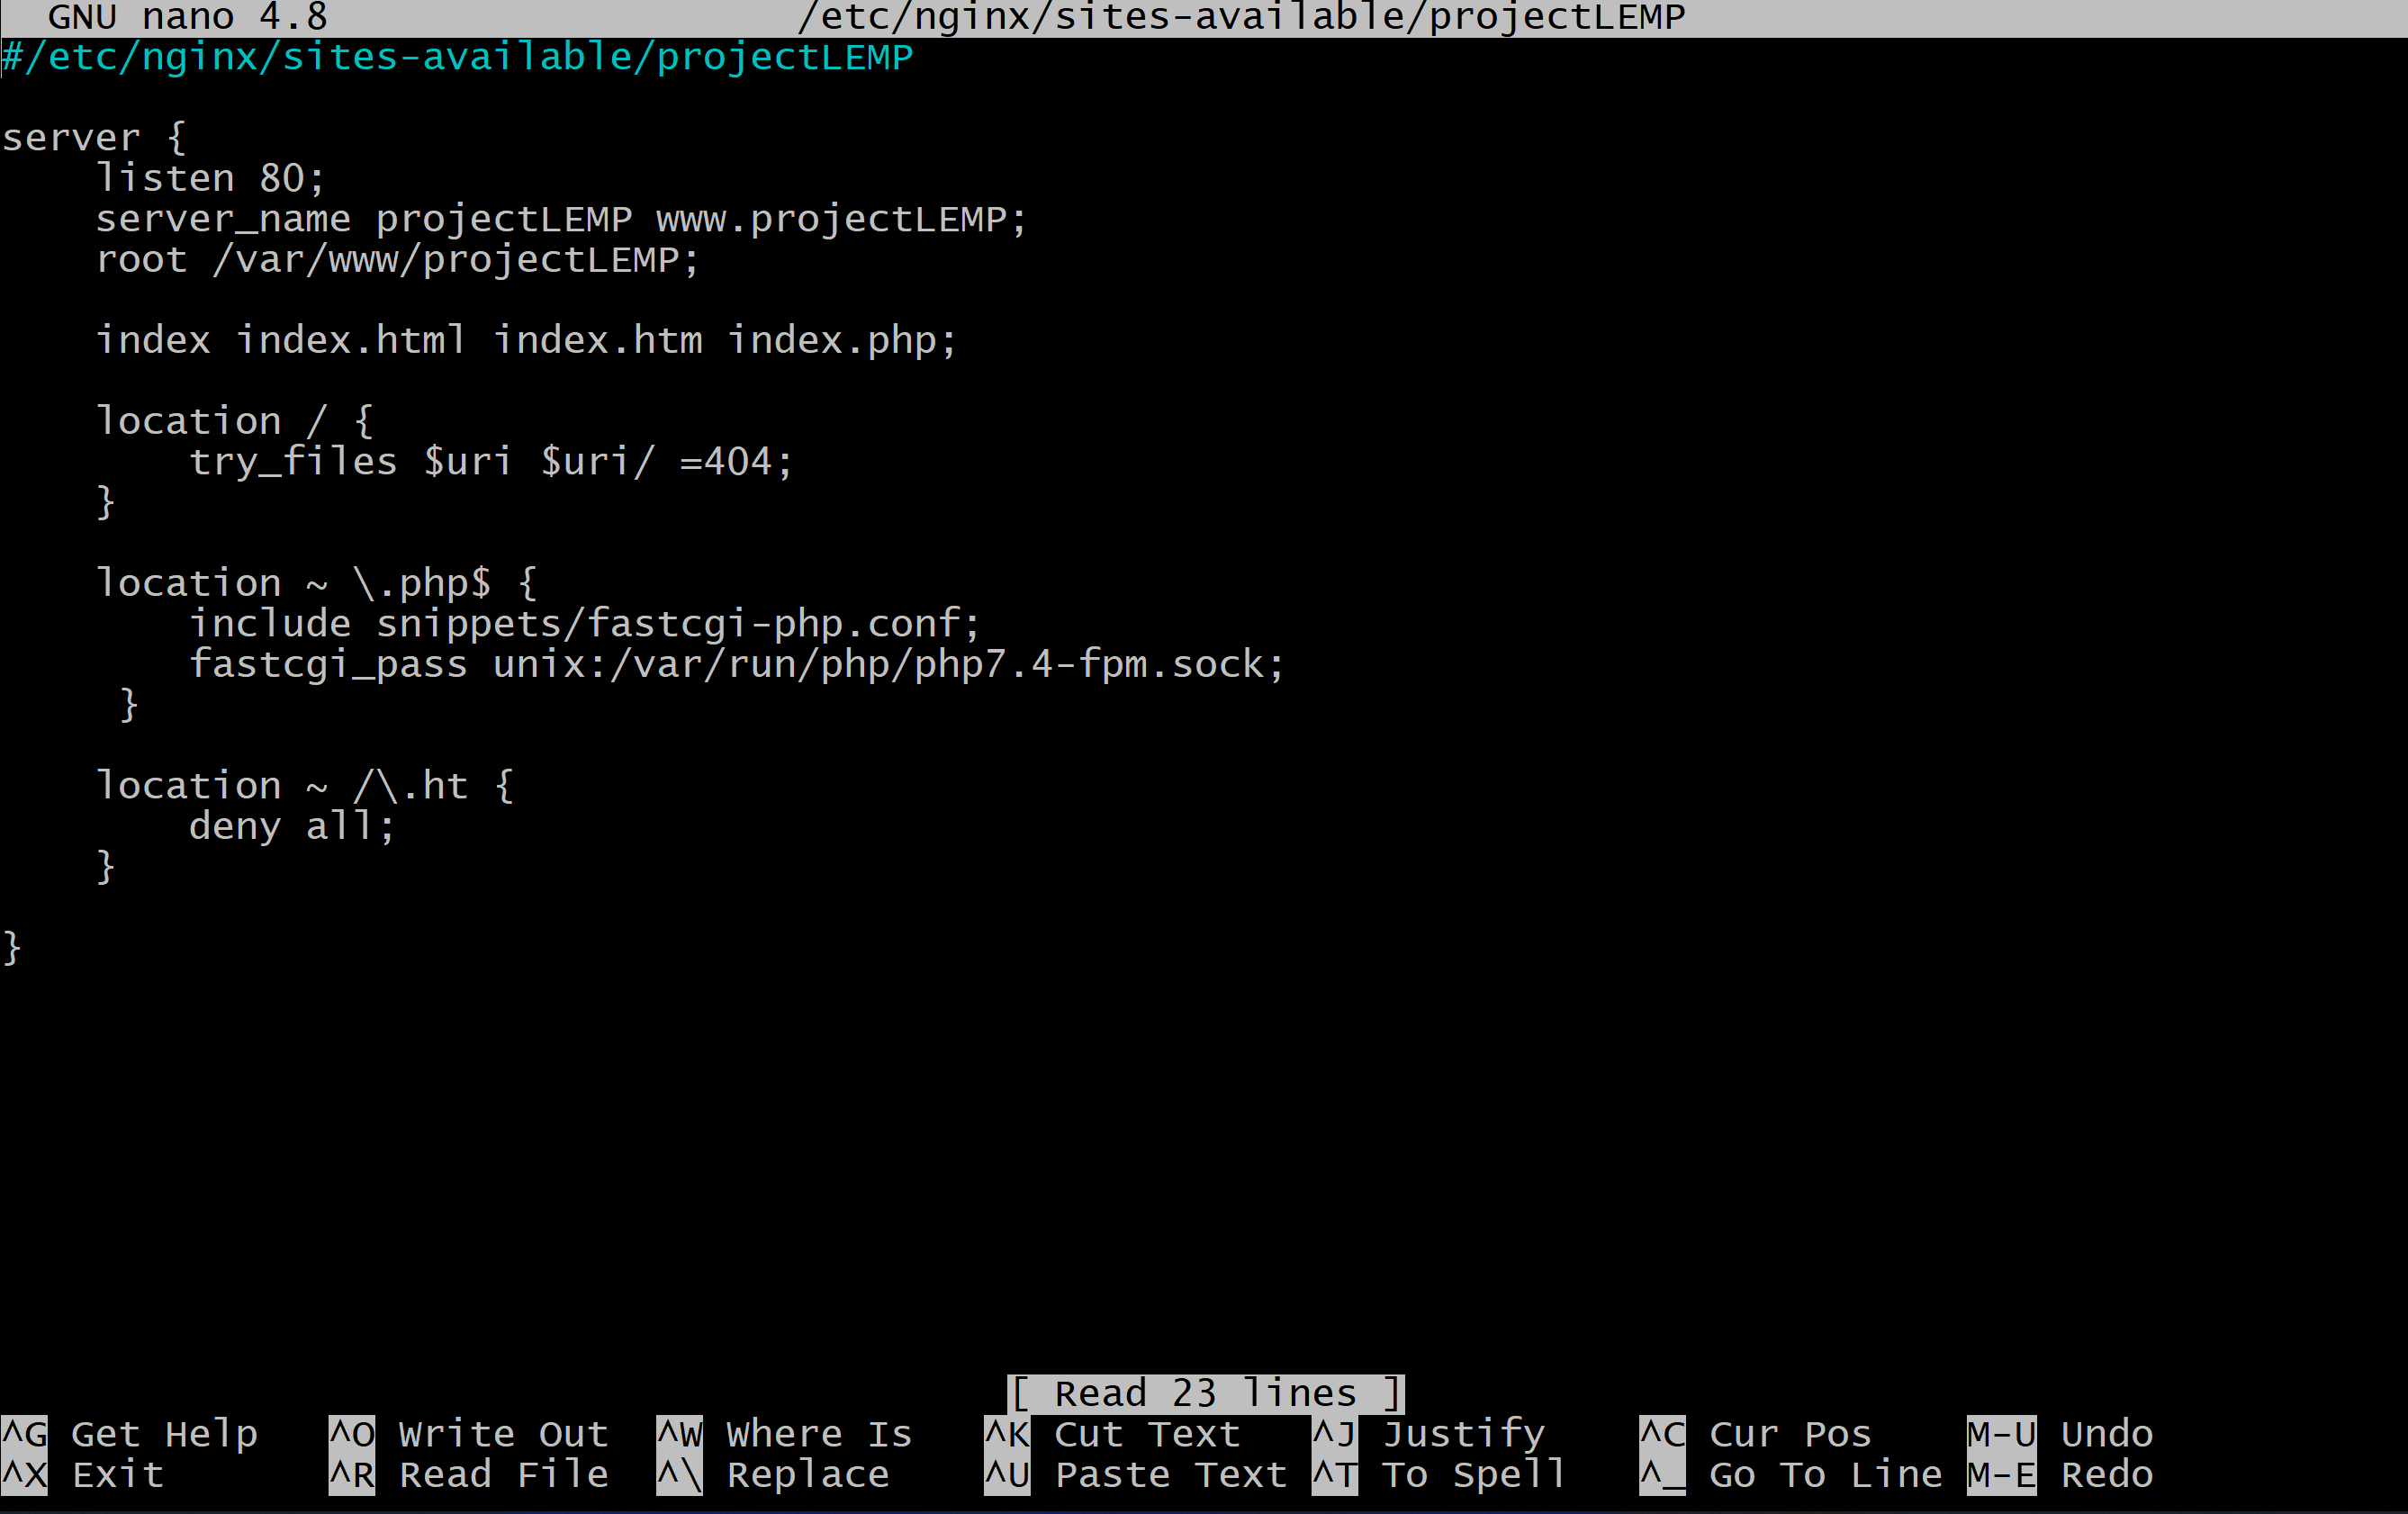 GNU nano 4.8 /etc/nginx/sites-available/projectLEMP
#/etc/nginx/sites-available/projectLEMP
server {
listen 80;
server_name projectLEMP www.projectLEMP;
root /var/www/projectLEMP;
index index.html index.htm index.php;
location / {
try_files $uri $uri/ =404;
}
location ~ \.php$ {
include snippets/fastcgi-php.conf;
fastcgi_pass unix:/var/run/php/php7.4-fpm.sock;
}
location ~ /\.ht {
deny all;
}
}
[ Read 23 lines ]
^G Get Help ^O Write Out ^W Where Is ^K Cut Text ^J Justify ^C Cur Pos M-U Undo
^X Exit ^R Read File ^\ Replace ^U Paste Text ^T To Spell ^_ Go To Line M-E Redo